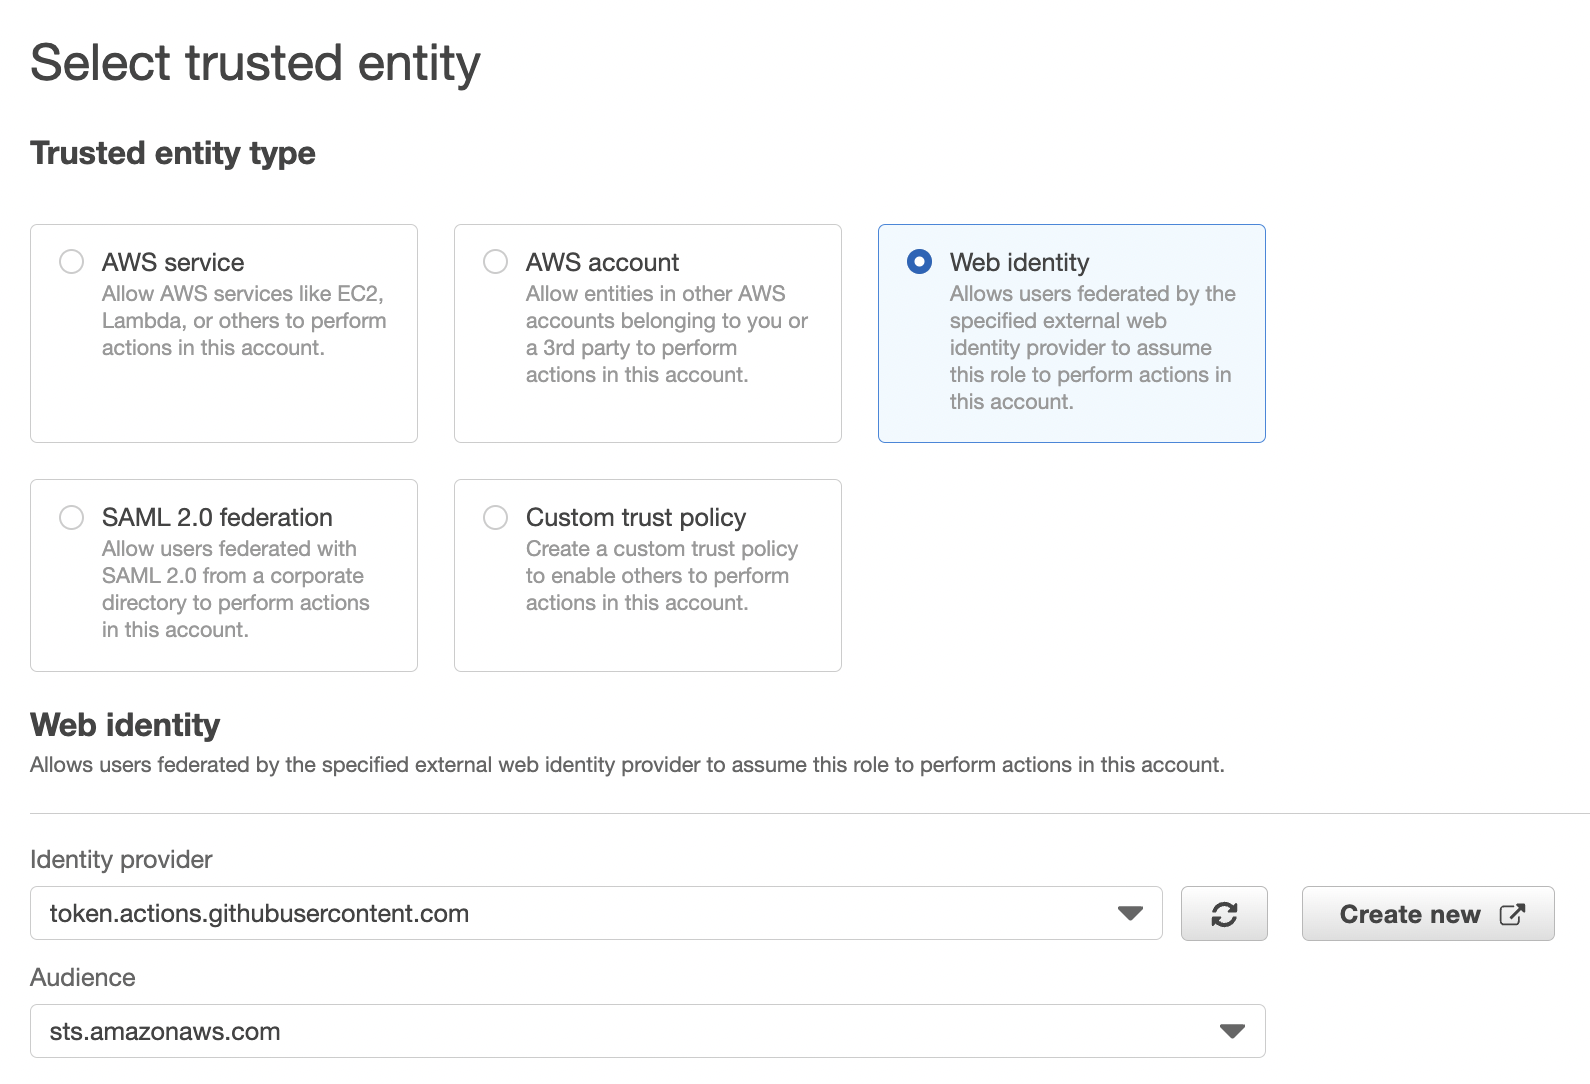 Select trusted entity
Trusted entity type
AWS service
Allow AWS services like EC2,
Lambda, or others to perform
actions in this account.
AWS account
Allow entities in other AWS
accounts belonging to you or
a 3rd party to perform
actions in this account.
Web identity
Allows users federated by the
specified external web
identity provider to assume
this role to perform actions in
this account.
SAML 2.0 federation
Allow users federated with
SAML 2.0 from a corporate
directory to perform actions
in this account.
Custom trust policy
Create a custom trust policy
to enable others to perform
actions in this account.
Web identity
Allows users federated by the specified external web identity provider to assume this role to perform actions in this account.
Identity provider
token.actions.githubusercontent.com
Create new
Audience
sts.amazonaws.com